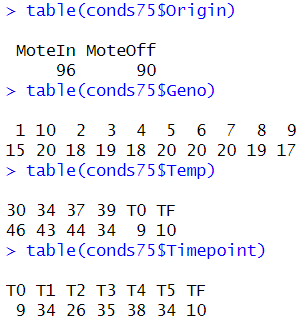 > table(conds75$Origin)
MoteIn MoteOff
96 90
> table(conds75$Geno)
1 10 2 3 4 5 6 7 8 9
15 20 18 19 18 20 20 20 19 17
> table(conds75$Temp)
30 34 37 39 T0 TF
46 43 44 34 9 10
> table(conds75$Timepoint)
T0 T1 T2 T3 T4 T5 TF
9 34 26 35 38 34 10